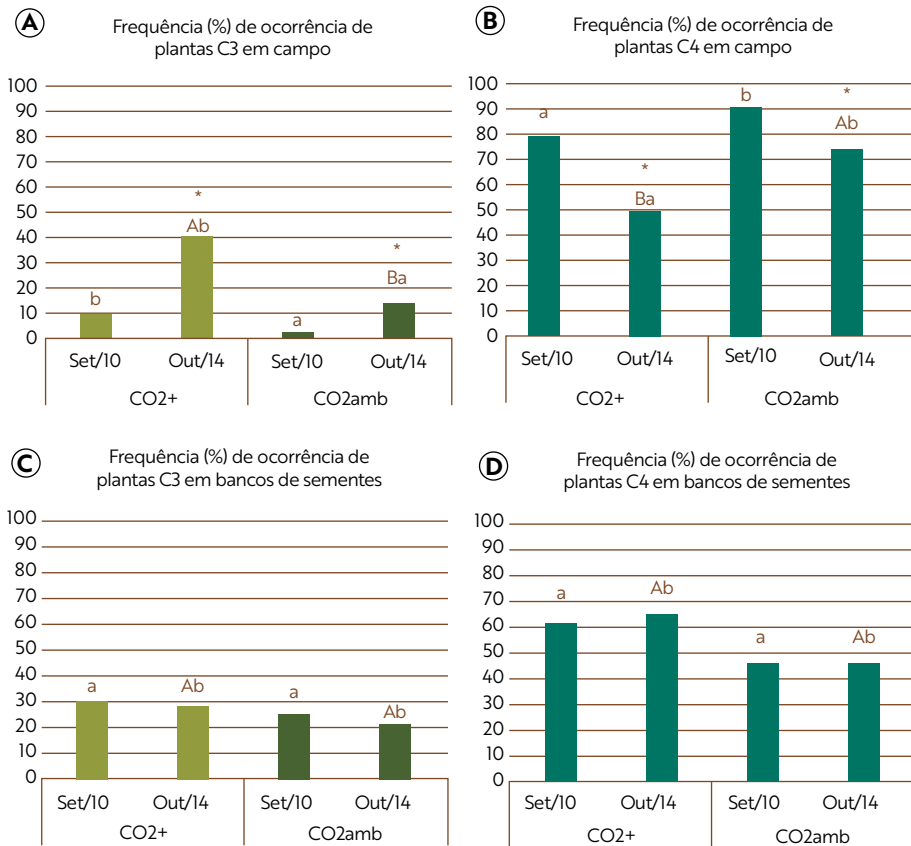 A
Frequência (%) de ocorrência de
plantas C3 em campo
100
90
80
70
60
50
40
30
20
10
0
b
*
Ab
a
*
Ba
Set/10
Out/14
Set/10
Out/14
CO2+
CO2amb
B
Frequência (%) de ocorrência de
plantas C4 em campo
100
90
80
70
60
50
40
30
20
10
0
a
*
Ba
b
*
Ab
Set/10
Out/14
Set/10
Out/14
CO2+
CO2amb
C
Frequência (%) de ocorrência de
plantas C3 em bancos de sementes
100
90
80
70
60
50
40
30
20
10
0
a
Ab
a
Ab
Set/10
Out/14
Set/10
Out/14
CO2+
CO2amb
D
Frequência (%) de ocorrência de
plantas C4 em bancos de sementes
100
90
80
70
60
50
40
30
20
10
0
a
Ab
a
Ab
Set/10
Out/14
Set/10
Out/14
CO2+
CO2amb